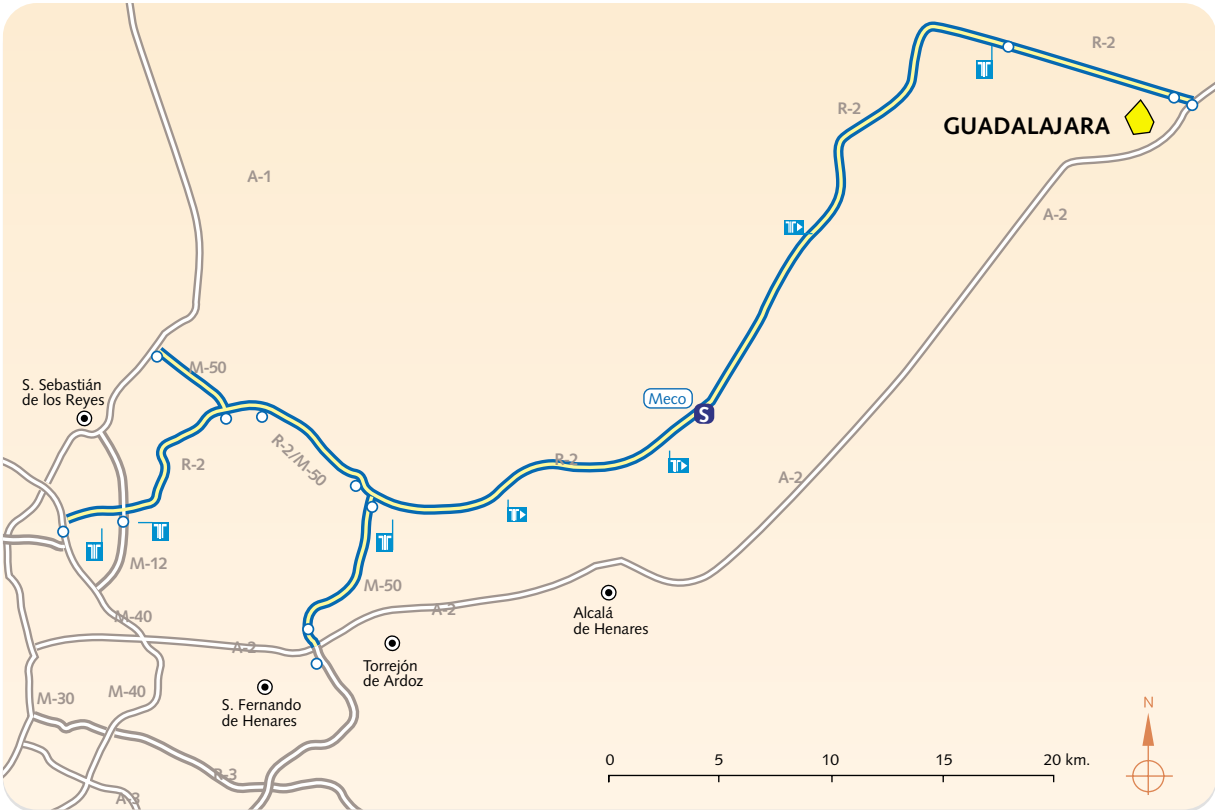 R-2
R-2
GUADALAJARA
A-1
A-2
M-50
S. Sebastián
de los Reyes
Meco
S
R-2
R-2/M-50
R-2
A-2
M-12
M-50
M-40
A-2
Alcalá
de Henares
A-2
Torrejón
de Ardoz
M-30
M-40
S. Fernando
de Henares
N
R-3
A-3
0 5 10 15 20 km.